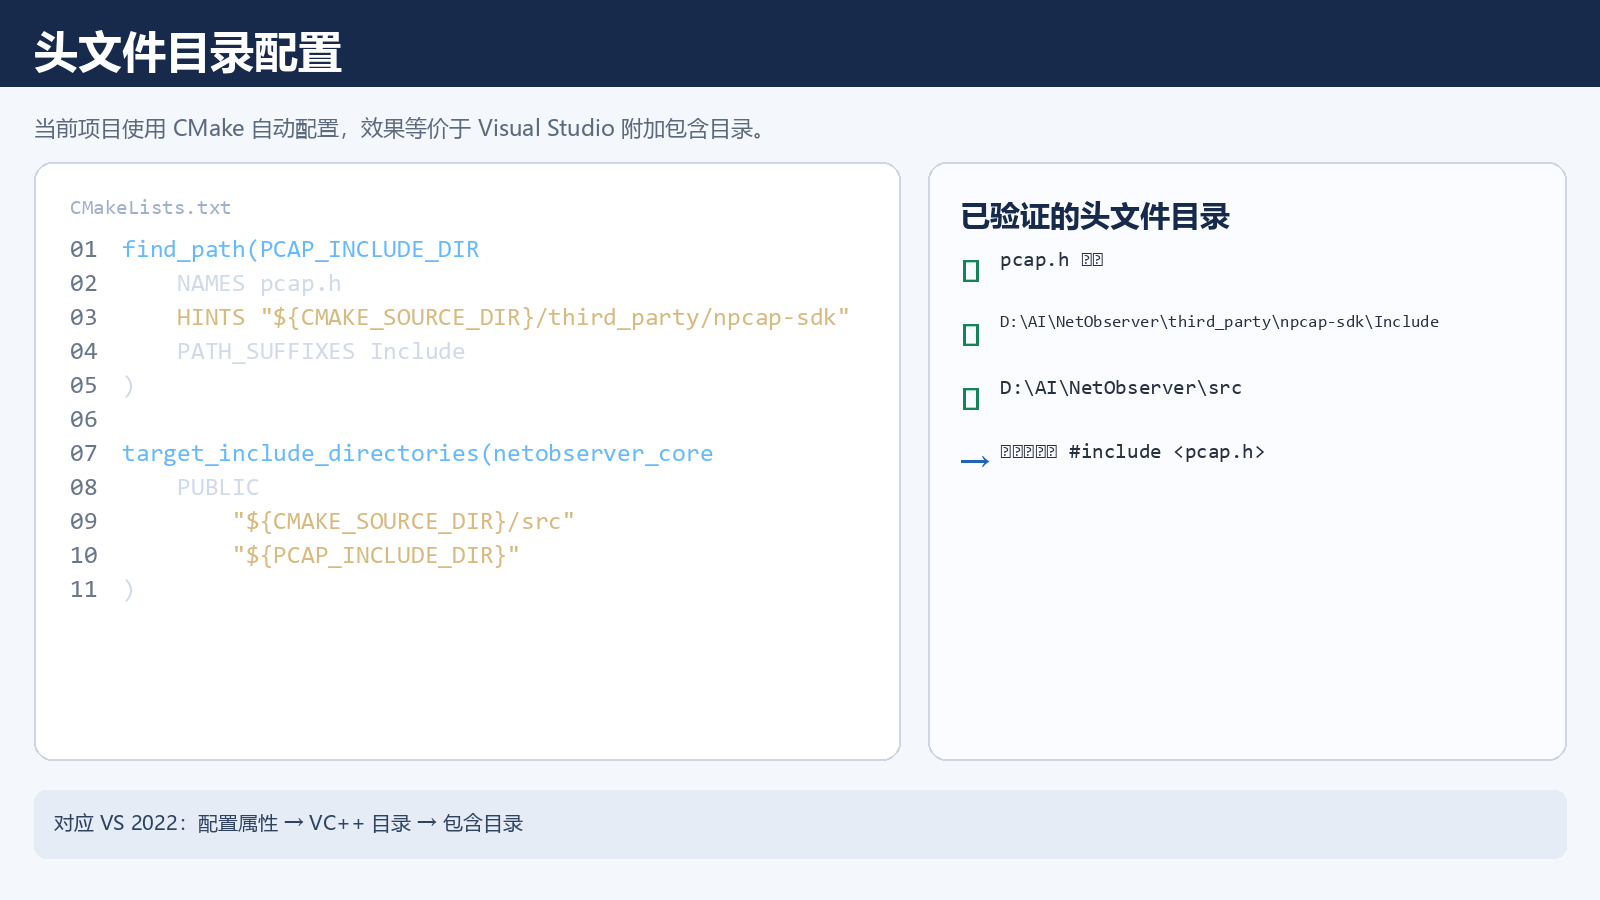 头文件目录配置
当前项目使用 CMake 自动配置，效果等价于 Visual Studio 附加包含目录。
CMakeLists.txt
01 find_path(PCAP_INCLUDE_DIR
02     NAMES pcap.h
03     HINTS "${CMAKE_SOURCE_DIR}/third_party/npcap-sdk"
04     PATH_SUFFIXES Include
05 )
06
07 target_include_directories(netobserver_core
08     PUBLIC
09         "${CMAKE_SOURCE_DIR}/src"
10         "${PCAP_INCLUDE_DIR}"
11 )
已验证的头文件目录
pcap.h
D:\AI\NetObserver\third_party\npcap-sdk\Include
D:\AI\NetObserver\src
→ #include <pcap.h>
对应 VS 2022：配置属性 → VC++ 目录 → 包含目录